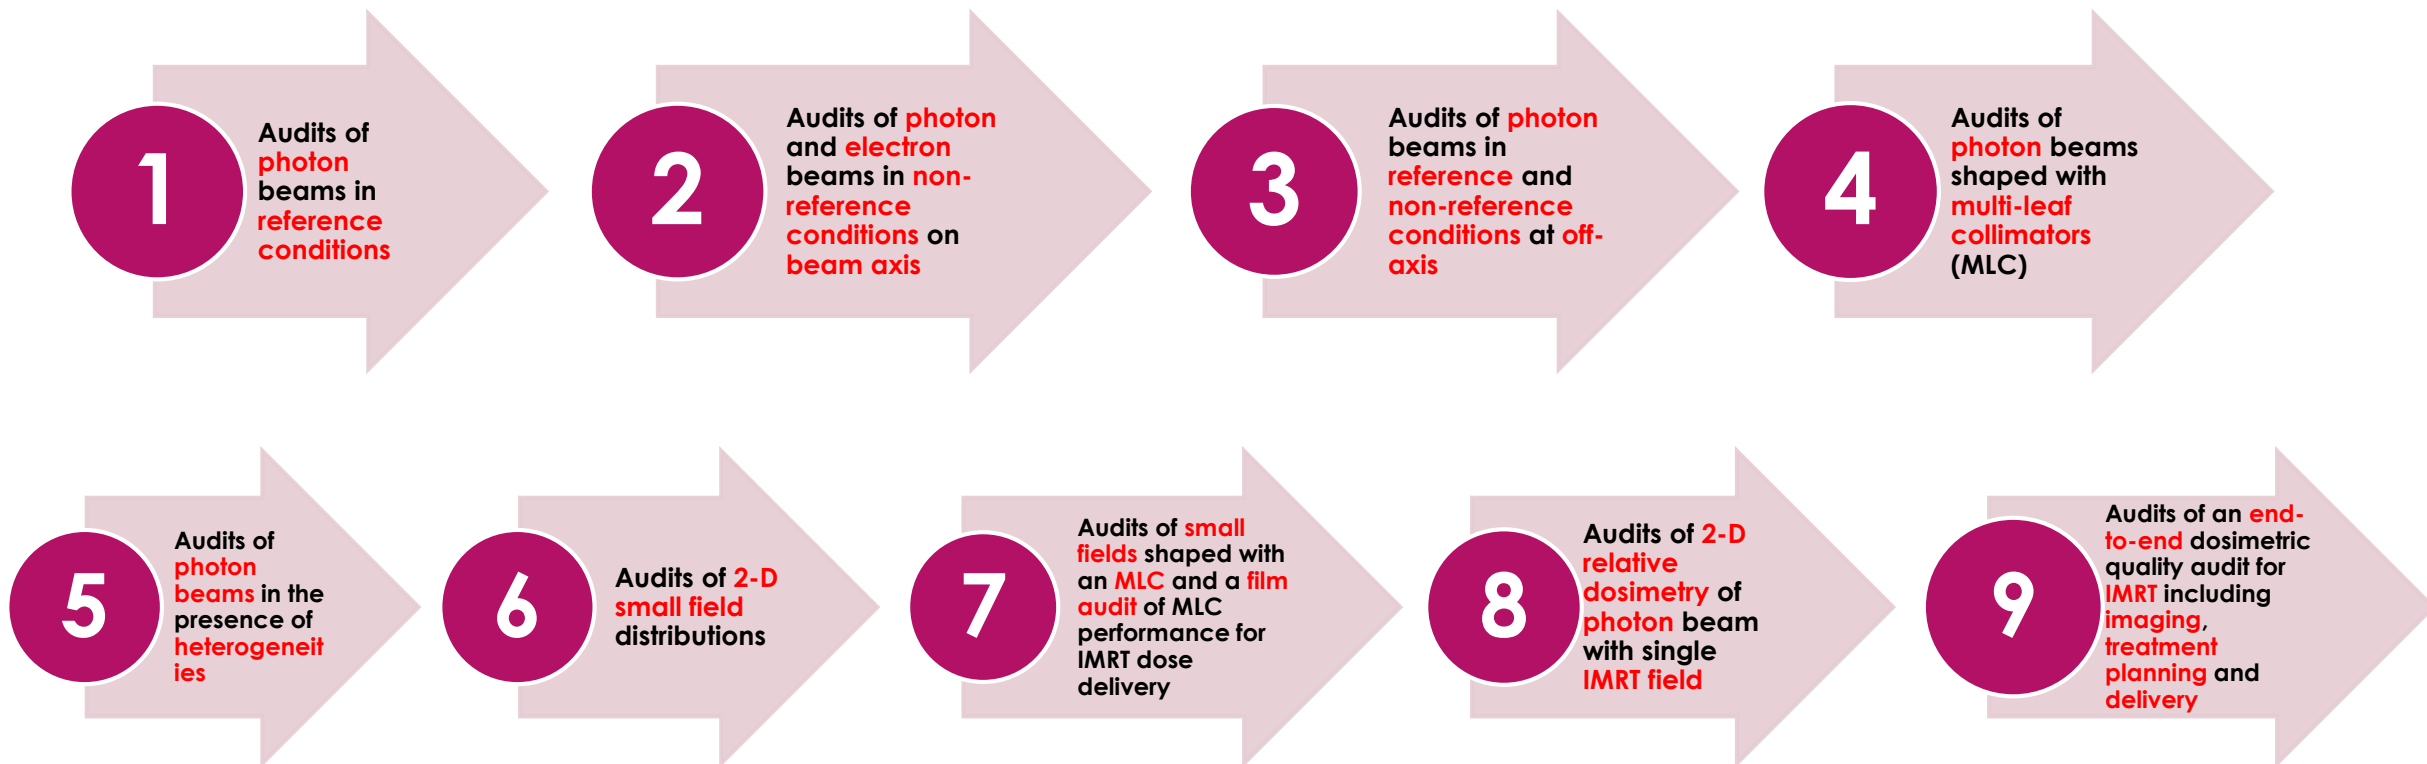 1
Audits of
photon
beams in
reference
conditions
2
Audits of photon
and electron
beams in non-
reference
conditions on
beam axis
3
Audits of photon
beams in
reference and
non-reference
conditions at off-
axis
4
Audits of
photon beams
shaped with
multi-leaf
collimators
(MLC)
5
Audits of
photon
beams in the
presence of
heterogeneit
ies
6
Audits of 2-D
small field
distributions
7
Audits of small
fields shaped with
an MLC and a film
audit of MLC
performance for
IMRT dose
delivery
8
Audits of 2-D
relative
dosimetry of
photon beam
with single
IMRT field
9
Audits of an end-
to-end dosimetric
quality audit for
IMRT including
imaging,
treatment
planning and
delivery